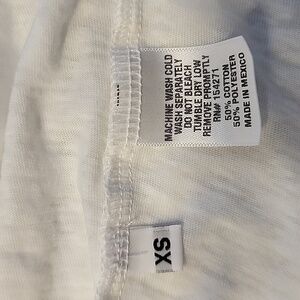 MACHINE WASH COLD
WASH SEPARATELY
DO NOT BLEACH
TUMBLE DRY LOW
REMOVE PROMPTLY
RN# 154271
50% COTTON
50% POLYESTER
MADE IN MEXICO
XS